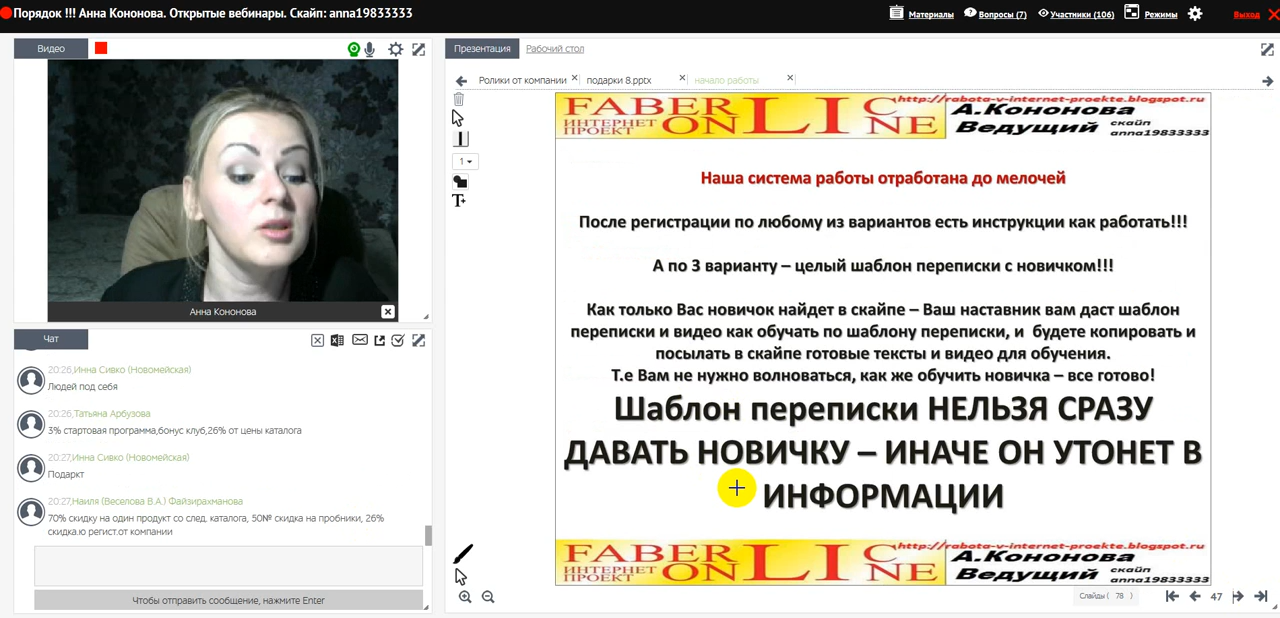 Порядок !!! Анна Кононова. Открытые вебинары. Скайп: anna19833333
Материалы
Вопросы (7)
Участники (106)
Режимы
Выход
Видео
Анна Кононова
Чат
20:26,Инна Сивко (Новомейская)
Людей под себя
20:26,Татьяна Арбузова
3% стартовая программа,бонус клуб,26% от цены каталога
20:27,Инна Сивко (Новомейская)
Подаркт
20:27,Наиля (Веселова В.А.) Файзирахманова
70% скидку на один продукт со след. каталога, 50№ скидка на пробники, 26%
скидка.ю регист.от компании
Чтобы отправить сообщение, нажмите Enter
Презентация
Рабочий стол
Ролики от компании
подарки 8.pptx
начало работы
1
T+
FABERONLIC LINE
ИНТЕРНЕТ
ПРОЕКТ
http://rabota-v-internet-proekte.blogspot.ru
А.Кононова
Ведущий скайп
anna19833333
Наша система работы отработана до мелочей
После регистрации по любому из вариантов есть инструкции как работать!!!
А по 3 варианту – целый шаблон переписки с новичком!!!
Как только Вас новичок найдет в скайпе – Ваш наставник вам даст шаблон
переписки и видео как обучать по шаблону переписки, и будете копировать и
посылать в скайпе готовые тексты и видео для обучения.
Т.е Вам не нужно волноваться, как же обучить новичка – все готово!
Шаблон переписки НЕЛЬЗЯ СРАЗУ
ДАВАТЬ НОВИЧКУ – ИНАЧЕ ОН УТОНЕТ В
ИНФОРМАЦИИ
FABERONLIC LINE
ИНТЕРНЕТ
ПРОЕКТ
http://rabota-v-internet-proekte.blogspot.ru
А.Кононова
Ведущий скайп
anna19833333
Слайды ( 78 )
47